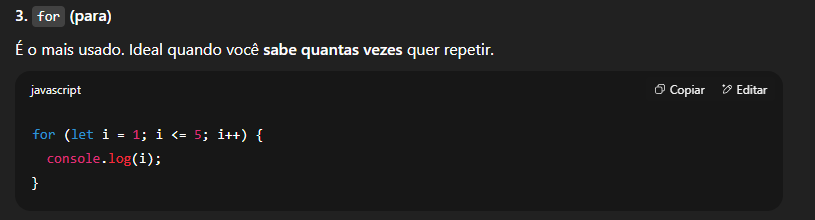 3. for (para)
É o mais usado. Ideal quando você sabe quantas vezes quer repetir.
javascript Copiar Editar
for (let i = 1; i <= 5; i++) {
  console.log(i);
}